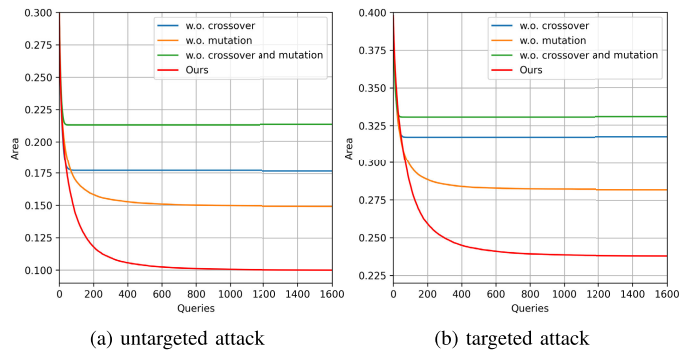 0.300
0.275
0.250
0.225
0.200
0.175
0.150
0.125
0.100
Area
0 200 400 600 800 1000 1200 1400 1600
Queries
w.o. crossover
w.o. mutation
w.o. crossover and mutation
Ours
(a) untargeted attack
0.400
0.375
0.350
0.325
0.300
0.275
0.250
0.225
Area
0 200 400 600 800 1000 1200 1400 1600
Queries
w.o. crossover
w.o. mutation
w.o. crossover and mutation
Ours
(b) targeted attack